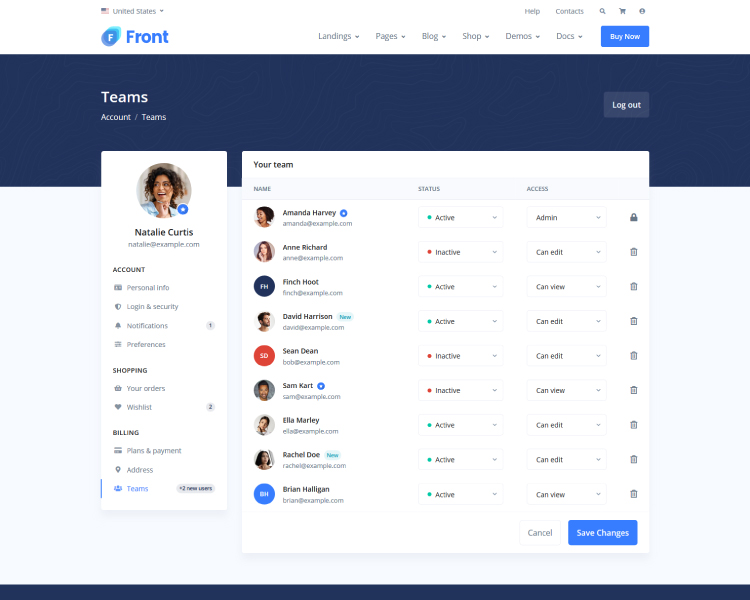 United States
Help
Contacts
Front
Landings
Pages
Blog
Shop
Demos
Docs
Buy Now
Teams
Account / Teams
Log out
Natalie Curtis
natalie@example.com
ACCOUNT
Personal info
Login & security
Notifications 1
Preferences
SHOPPING
Your orders
Wishlist 2
BILLING
Plans & payment
Address
Teams +2 new users
Your team
NAME STATUS ACCESS
Amanda Harvey Active Admin
amanda@example.com
Anne Richard Inactive Can edit
anne@example.com
FH Finch Hoot Active Can view
finch@example.com
David Harrison New Active Can edit
david@example.com
SD Sean Dean Inactive Can edit
bob@example.com
Sam Kart Inactive Can view
sam@example.com
Ella Marley Active Can edit
ella@example.com
Rachel Doe New Active Can edit
rachel@example.com
BH Brian Halligan Active Can view
brian@example.com
Cancel Save Changes